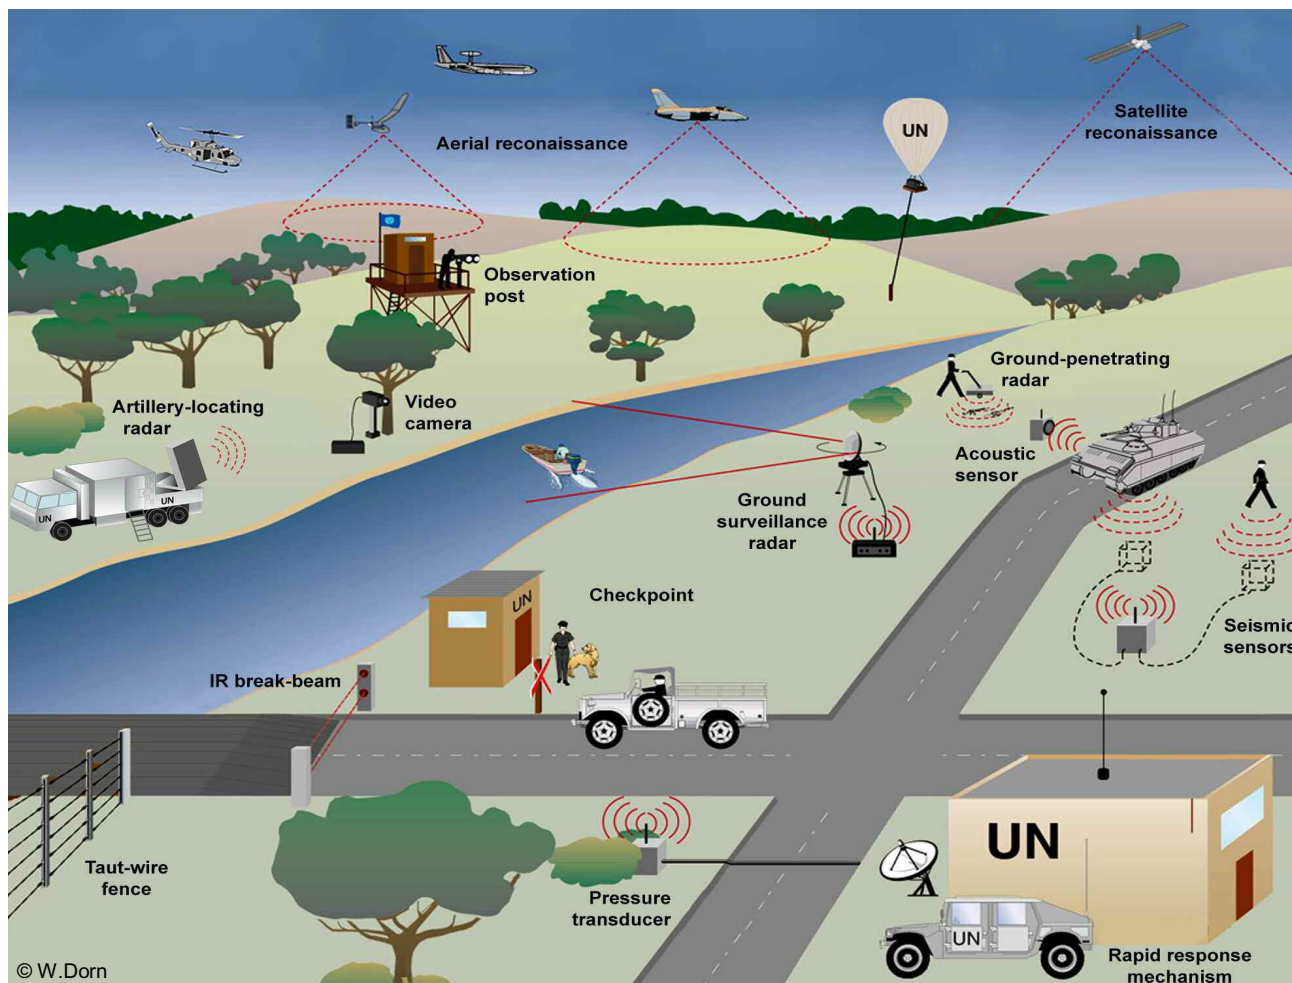 Satellite
reconaissance
Aerial reconaissance
UN
Observation
post
Ground-penetrating
radar
Artillery-locating
radar
Video
camera
Acoustic
sensor
UN
UN
Ground
surveillance
radar
Checkpoint
UN
Seismic
sensors
IR break-beam
UN
Taut-wire
fence
Pressure
transducer
UN
Rapid response
mechanism
© W.Dorn